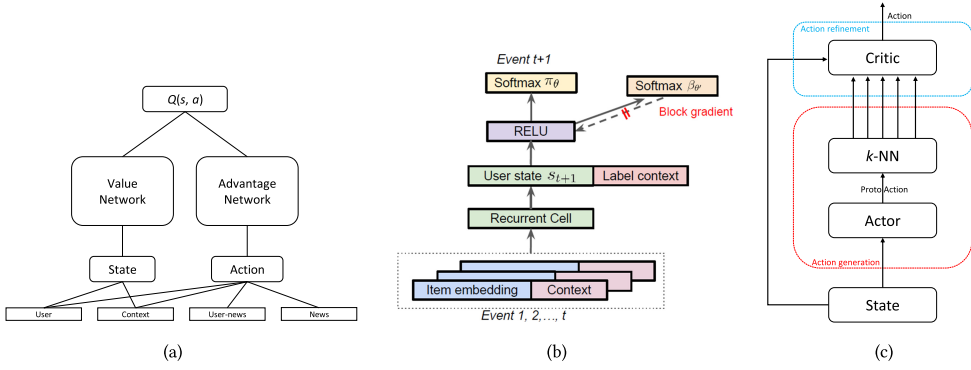 Q(s, a)
Value
Network
Advantage
Network
State
Action
User
Context
User-news
News
(a)
Event t+1
Softmax πθ
Softmax βθ'
Block gradient
RELU
User state st+1
Label context
Recurrent Cell
Item embedding
Context
Event 1, 2,..., t
(b)
Action
Action refinement
Critic
k-NN
Proto Action
Actor
Action generation
State
(c)